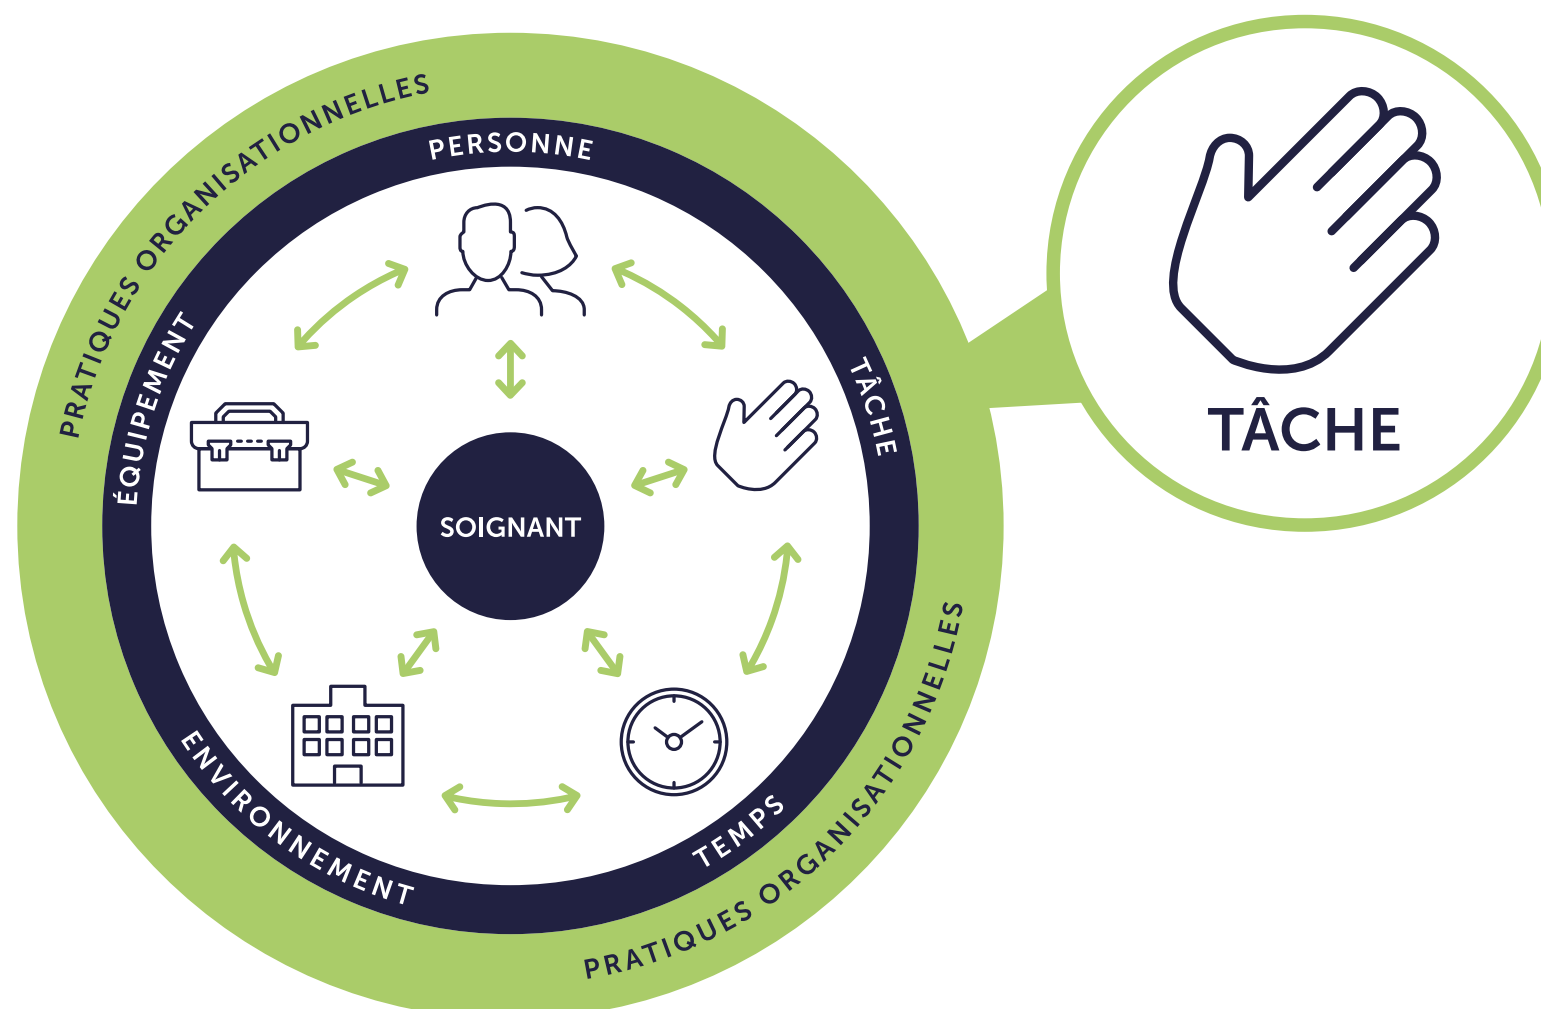 PRATIQUES ORGANISATIONNELLES
PERSONNE
ÉQUIPEMENT
TÂCHE
SOIGNANT
ENVIRONNEMENT
TEMPS
PRATIQUES ORGANISATIONNELLES
TÂCHE